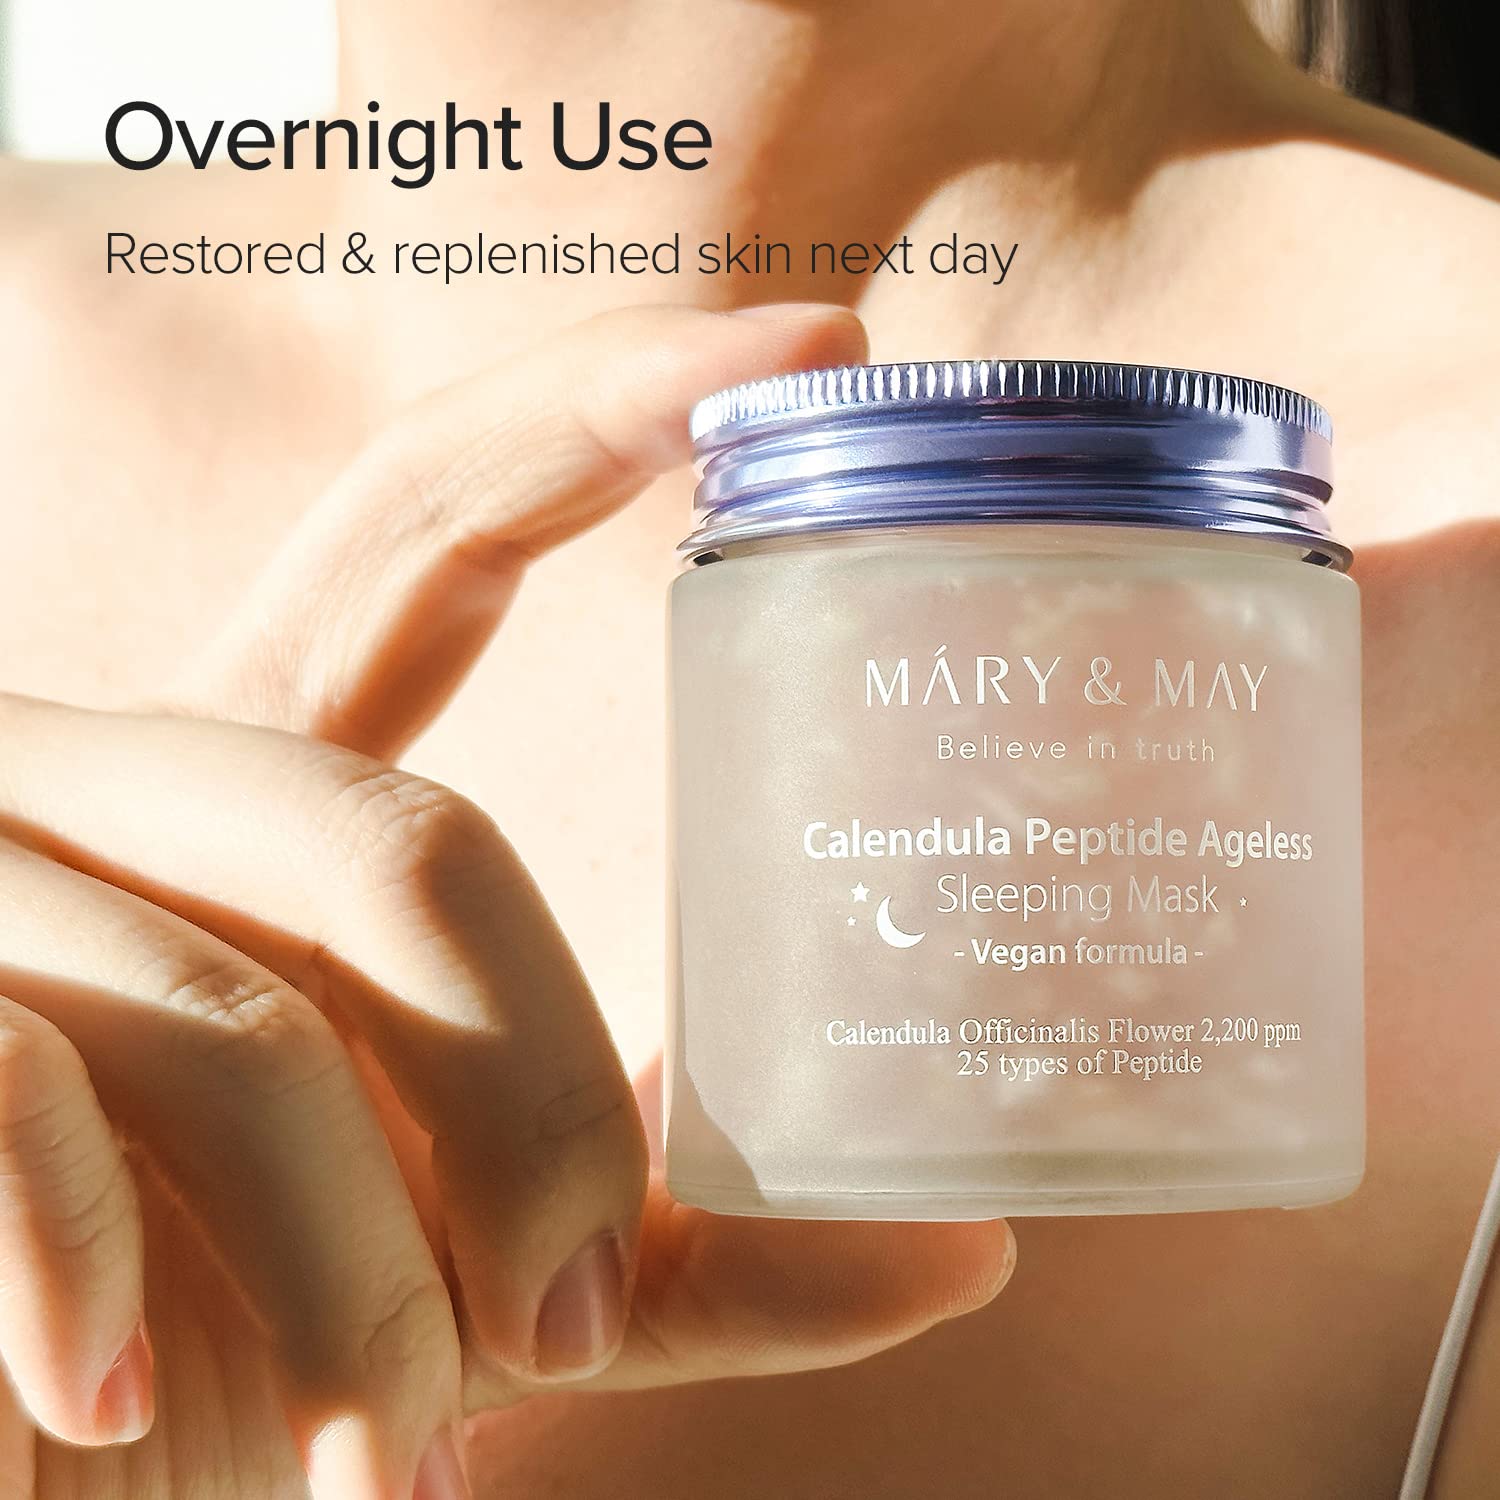 Overnight Use
Restored & replenished skin next day
MÁRY & MAY
Believe in truth
Calendula Peptide Ageless
Sleeping Mask
- Vegan formula -
Calendula Officinalis Flower 2,200 ppm
25 types of Peptide